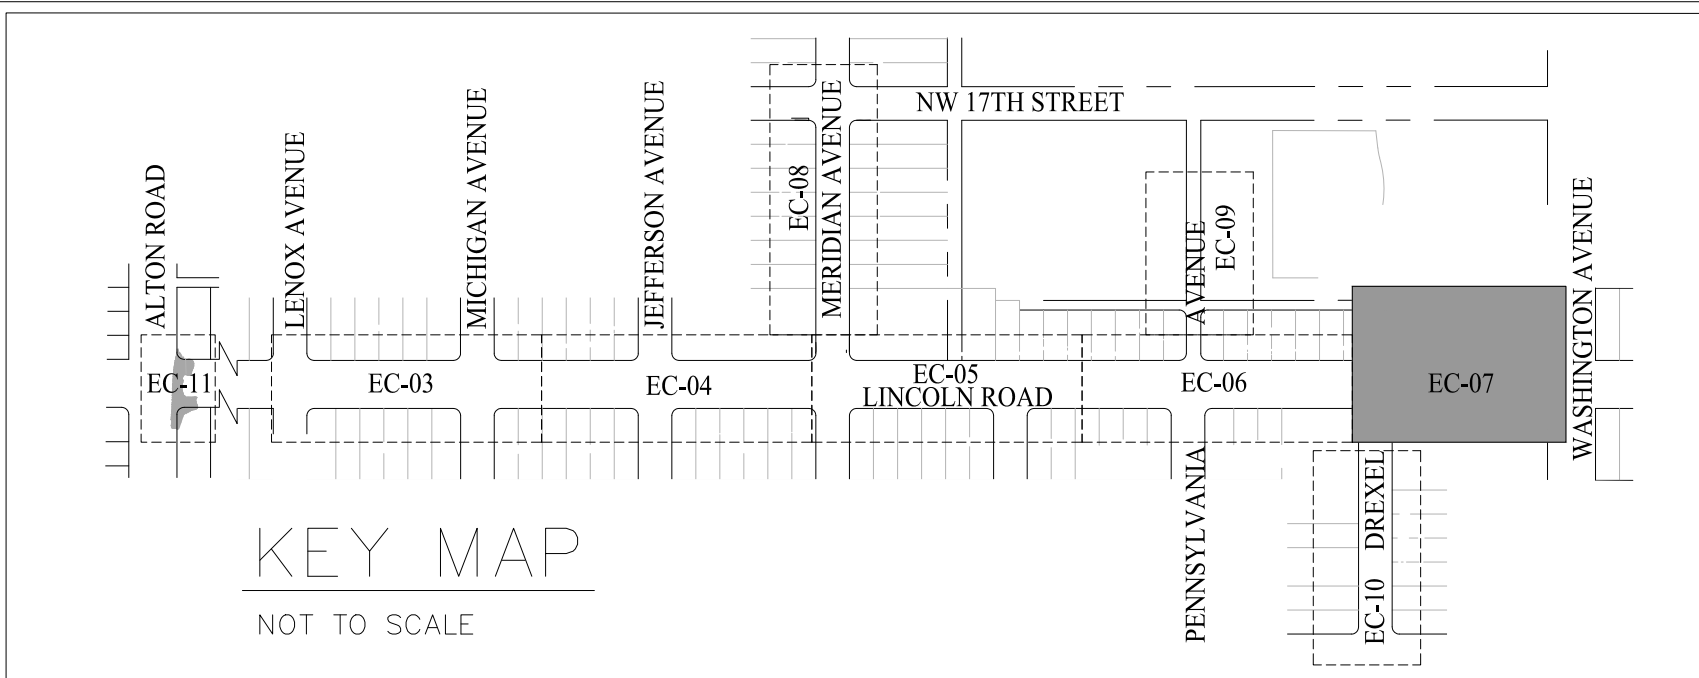 NW 17TH STREET
ALTON ROAD
LENOX AVENUE
MICHIGAN AVENUE
JEFFERSON AVENUE
EC-08
MERIDIAN AVENUE
AVENUE
EC-09
WASHINGTON AVENUE
EC-11
EC-03
EC-04
EC-05
LINCOLN ROAD
EC-06
EC-07
PENNSYLVANIA
EC-10 DREXEL
KEY MAP
NOT TO SCALE